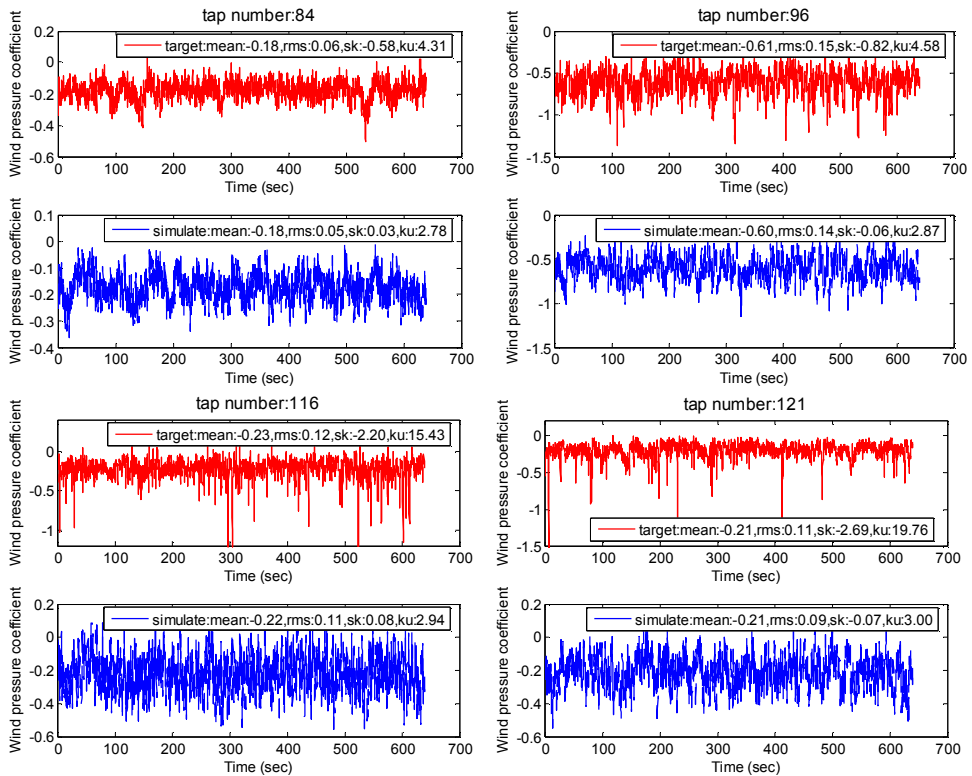 tap number:84
Wind pressure coefficient
0.2
0
-0.2
-0.4
-0.6
target:mean:-0.18,rms:0.06,sk:-0.58,ku:4.31
0 100 200 300 400 500 600 700
Time (sec)
tap number:96
Wind pressure coefficient
0
-0.5
-1
-1.5
target:mean:-0.61,rms:0.15,sk:-0.82,ku:4.58
0 100 200 300 400 500 600 700
Time (sec)
Wind pressure coefficient
0.1
0
-0.1
-0.2
-0.3
-0.4
simulate:mean:-0.18,rms:0.05,sk:0.03,ku:2.78
0 100 200 300 400 500 600 700
Time (sec)
Wind pressure coefficient
0
-0.5
-1
-1.5
simulate:mean:-0.60,rms:0.14,sk:-0.06,ku:2.87
0 100 200 300 400 500 600 700
Time (sec)
tap number:116
Wind pressure coefficient
0
-0.5
-1
target:mean:-0.23,rms:0.12,sk:-2.20,ku:15.43
0 100 200 300 400 500 600 700
Time (sec)
tap number:121
Wind pressure coefficient
0
-0.5
-1
-1.5
target:mean:-0.21,rms:0.11,sk:-2.69,ku:19.76
0 100 200 300 400 500 600 700
Time (sec)
Wind pressure coefficient
0.2
0
-0.2
-0.4
-0.6
simulate:mean:-0.22,rms:0.11,sk:0.08,ku:2.94
0 100 200 300 400 500 600 700
Time (sec)
Wind pressure coefficient
0.2
0
-0.2
-0.4
-0.6
simulate:mean:-0.21,rms:0.09,sk:-0.07,ku:3.00
0 100 200 300 400 500 600 700
Time (sec)